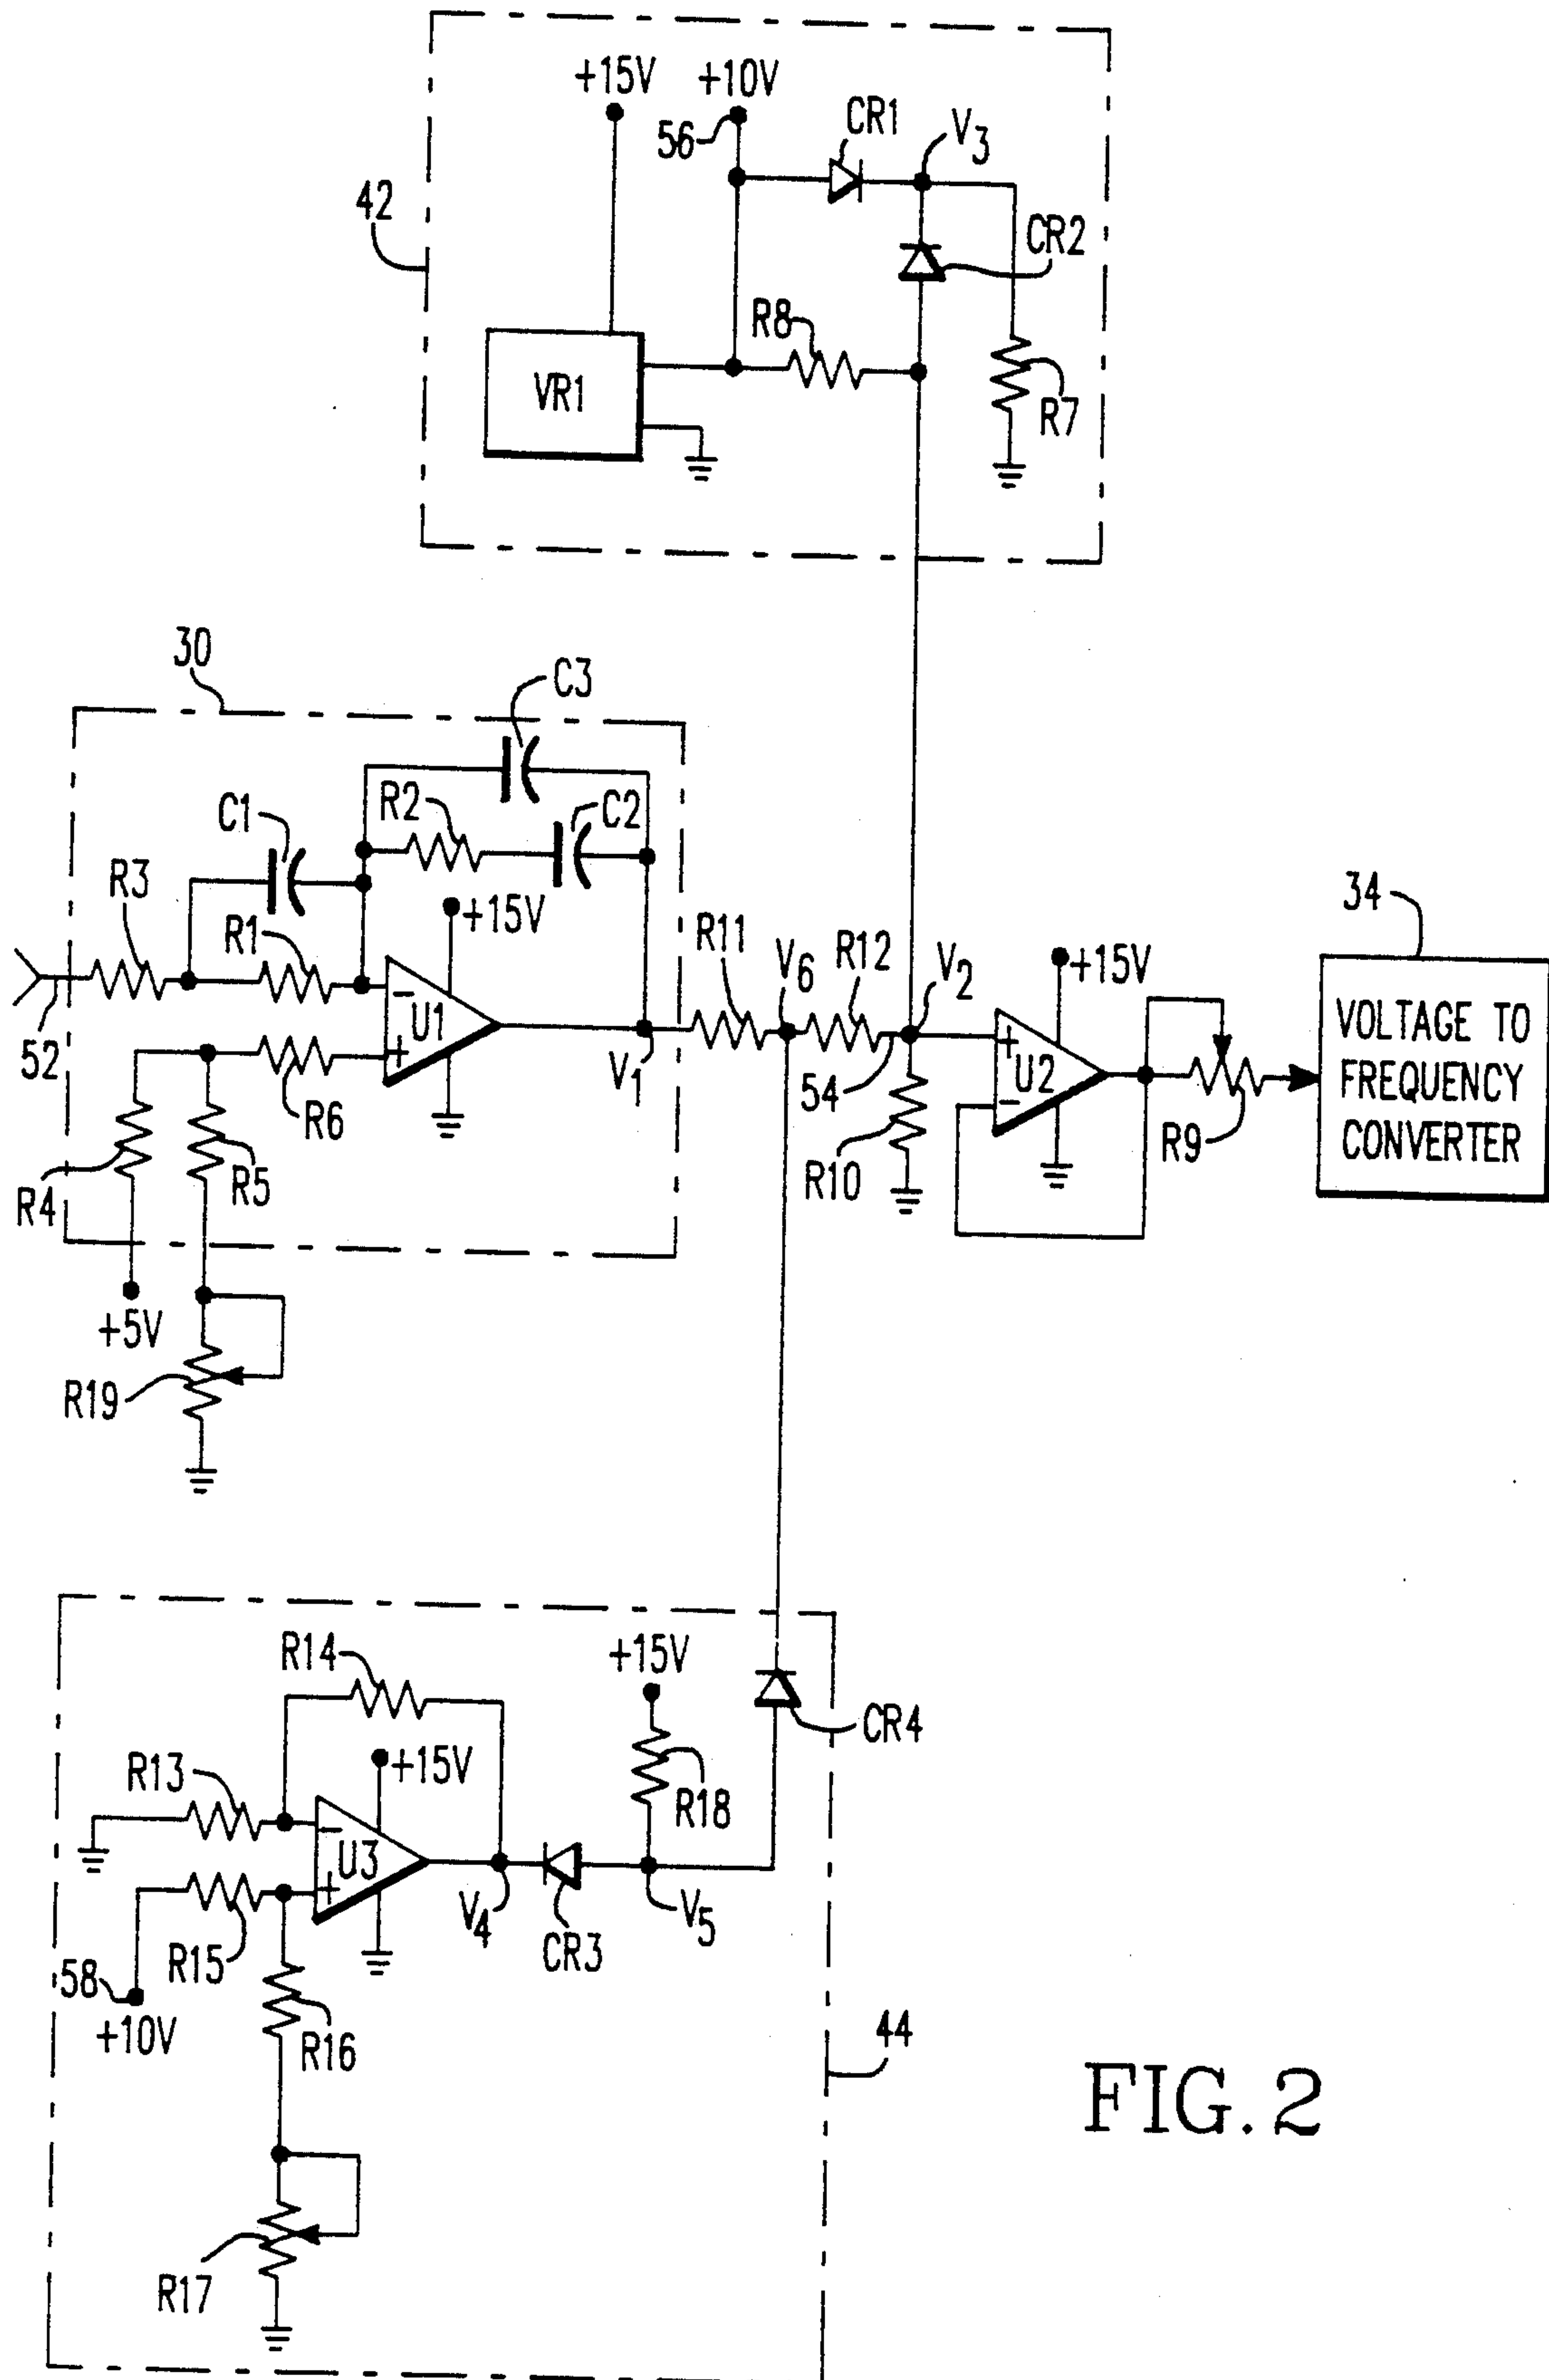 +15V +10V
56
CR1
V3
42
CR2
R8
VR1
R7
30
C3
C1
R2
C2
R3
+15V
34
R1
R11
V6
R12
V2
+15V
U1
VOLTAGE TO
FREQUENCY
CONVERTER
52
V1
54
U2
R6
R10
R9
R4
R5
+5V
R19
R14
+15V
CR4
R13
+15V
R18
U3
V4
V5
R15
CR3
58
+10V
R16
44
R17
FIG. 2